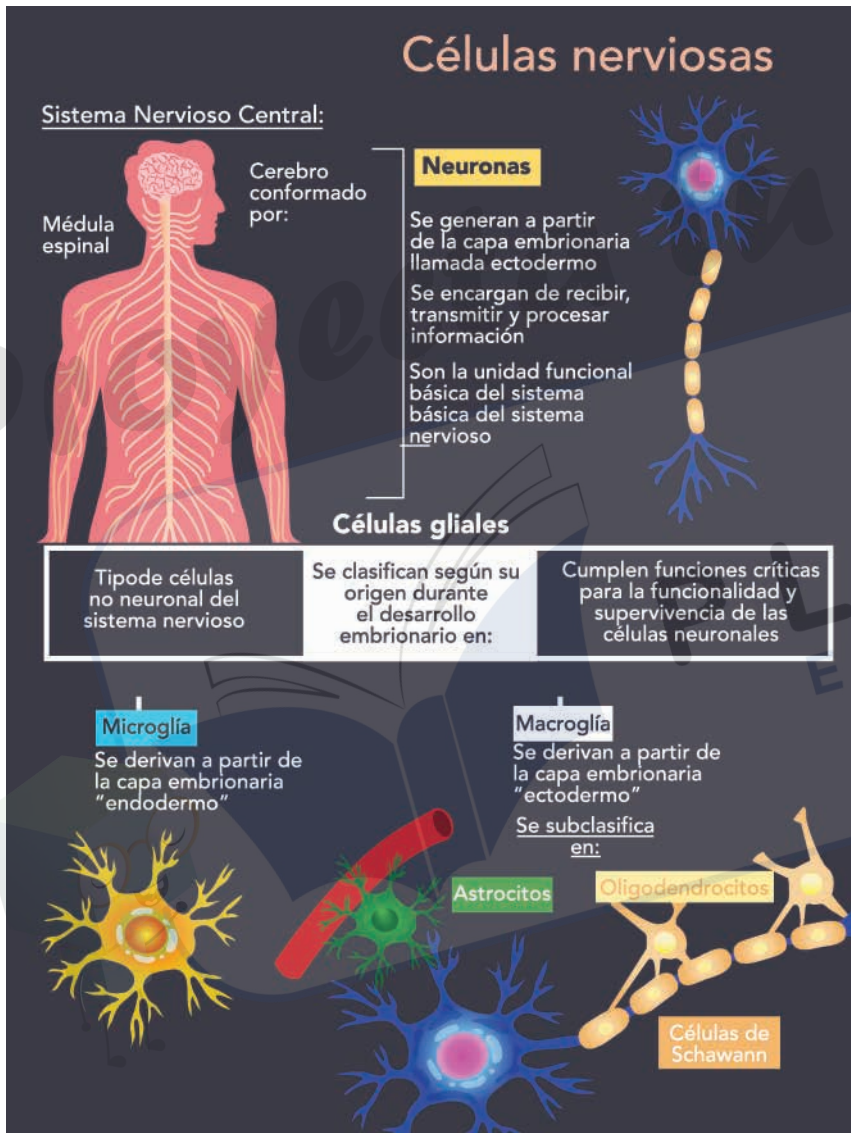 Células nerviosas
Sistema Nervioso Central:
Cerebro
conformado
por:
Médula
espinal
Neuronas
Se generan a partir
de la capa embrionaria
llamada ectodermo
Se encargan de recibir,
transmitir y procesar
información
Son la unidad funcional
básica del sistema
básica del sistema
nervioso
Células gliales
Tipode células
no neuronal del
sistema nervioso
Se clasifican según su
origen durante
el desarrollo
embrionario en:
Cumplen funciones críticas
para la funcionalidad y
supervivencia de las
células neuronales
Microglía
Se derivan a partir de
la capa embrionaria
“endodermo”
Macroglía
Se derivan a partir de
la capa embrionaria
“ectodermo”
Se subclasifica
en:
Astrocitos
Oligodendrocitos
Células de
Schawann